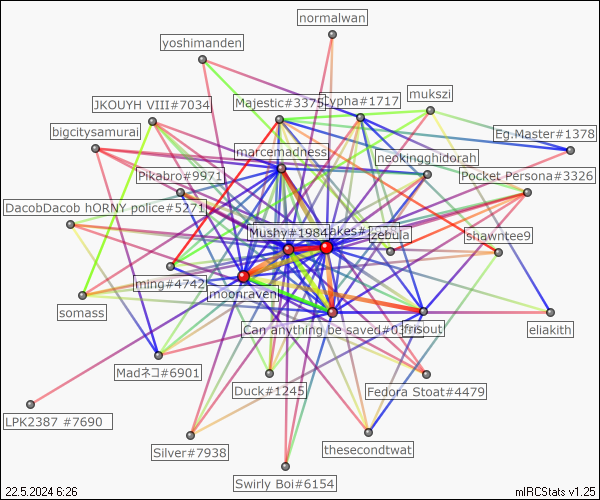 normalwan
yoshimanden
mukszi
JKOUYH VIII#7034
Majestic#3375
ypha#1717
bigcitysamurai
Eg.Master#1378
marcemadness
neokingghidorah
Pikabro#9971
Pocket Persona#3326
DacobDacob hORNY police#5271
Mushy#1984
akes#
zebula
shawntee9
ming#4742
moonraven
somass
Can anything be saved#0
frisout
eliakith
Madネコ#6901
Duck#1245
Fedora Stoat#4479
LPK2387 #7690
Silver#7938
thesecondtwat
Swirly Boi#6154
22.5.2024 6:26
mIRCStats v1.25